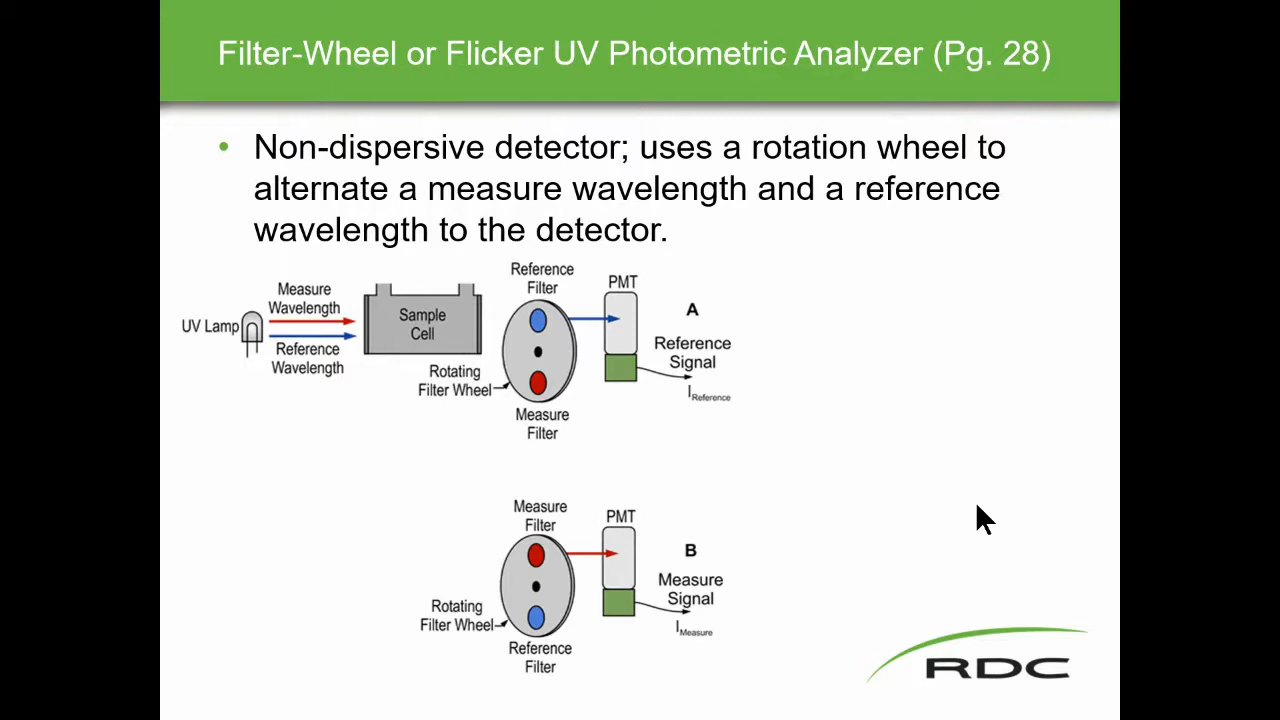 Filter-Wheel or Flicker UV Photometric Analyzer (Pg. 28)
• Non-dispersive detector; uses a rotation wheel to
alternate a measure wavelength and a reference
wavelength to the detector.
Measure
Wavelength
UV Lamp
Reference
Wavelength
Sample
Cell
Reference
Filter
Rotating
Filter Wheel
Measure
Filter
PMT
A
Reference
Signal
IReference
Measure
Filter
Rotating
Filter Wheel
Reference
Filter
PMT
B
Measure
Signal
IMeasure
RDC